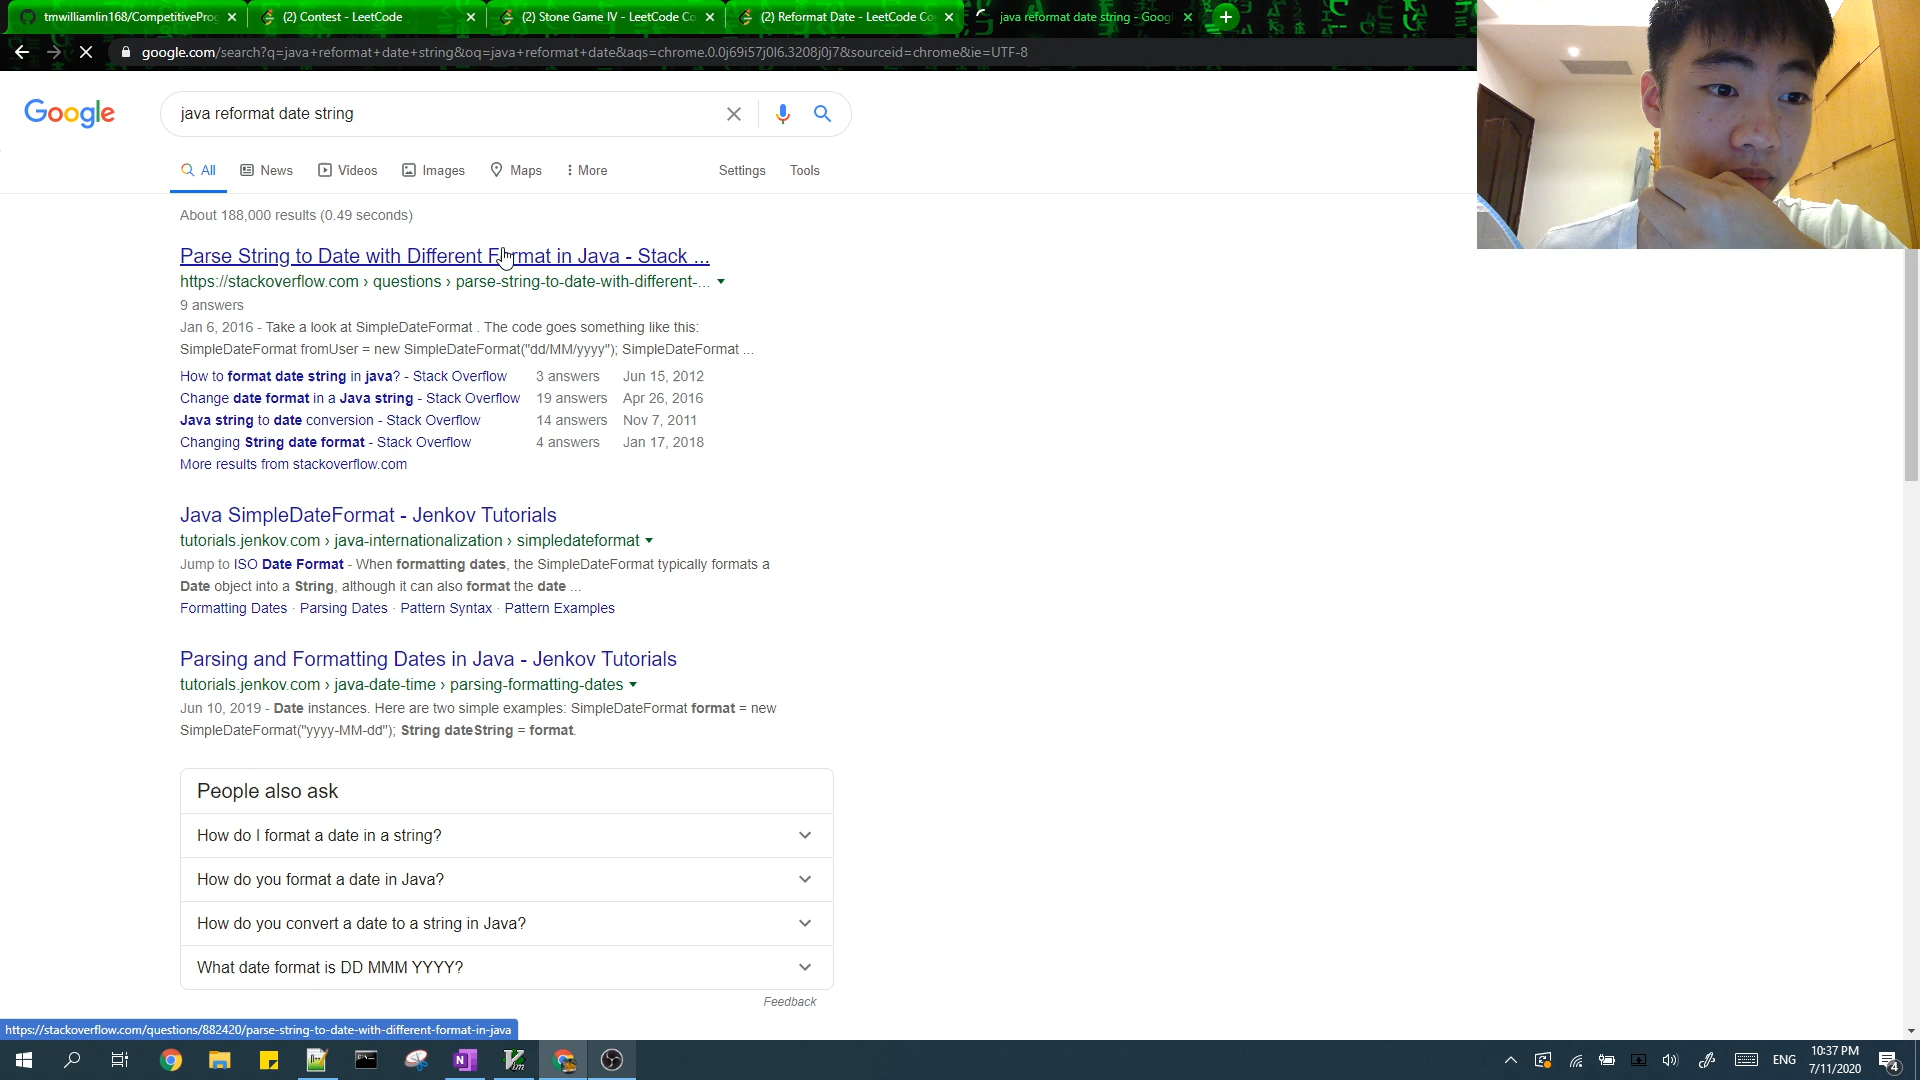 tmwilliamlin168/CompetitiveProg
(2) Contest - LeetCode
(2) Stone Game IV - LeetCode Co
(2) Reformat Date - LeetCode Co
java reformat date string - Goog
google.com/search?q=java+reformat+date+string&oq=java+reformat+date&aqs=chrome.0.0j69i57j0l6.3208j0j7&sourceid=chrome&ie=UTF-8
Google
java reformat date string
All News Videos Images Maps More Settings Tools
About 188,000 results (0.49 seconds)
Parse String to Date with Different Format in Java - Stack ...
https://stackoverflow.com › questions › parse-string-to-date-with-different-...
9 answers
Jan 6, 2016 - Take a look at SimpleDateFormat . The code goes something like this:
SimpleDateFormat fromUser = new SimpleDateFormat("dd/MM/yyyy"); SimpleDateFormat ...
How to format date string in java? - Stack Overflow 3 answers Jun 15, 2012
Change date format in a Java string - Stack Overflow 19 answers Apr 26, 2016
Java string to date conversion - Stack Overflow 14 answers Nov 7, 2011
Changing String date format - Stack Overflow 4 answers Jan 17, 2018
More results from stackoverflow.com
Java SimpleDateFormat - Jenkov Tutorials
tutorials.jenkov.com › java-internationalization › simpledateformat
Jump to ISO Date Format - When formatting dates, the SimpleDateFormat typically formats a
Date object into a String, although it can also format the date ...
Formatting Dates · Parsing Dates · Pattern Syntax · Pattern Examples
Parsing and Formatting Dates in Java - Jenkov Tutorials
tutorials.jenkov.com › java-date-time › parsing-formatting-dates
Jun 10, 2019 - Date instances. Here are two simple examples: SimpleDateFormat format = new
SimpleDateFormat("yyyy-MM-dd"); String dateString = format.
People also ask
How do I format a date in a string?
How do you format a date in Java?
How do you convert a date to a string in Java?
What date format is DD MMM YYYY?
Feedback
https://stackoverflow.com/questions/882420/parse-string-to-date-with-different-format-in-java
ENG
10:37 PM
7/11/2020
4